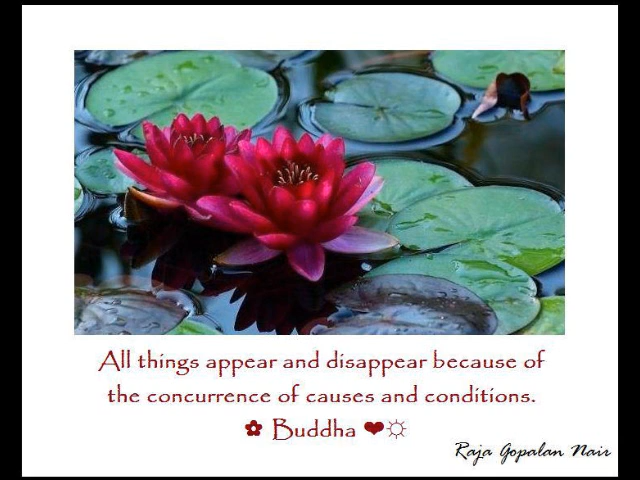 All things appear and disappear because of
the concurrence of causes and conditions.
✿ Buddha ❤☼
Raja Gopalan Nair